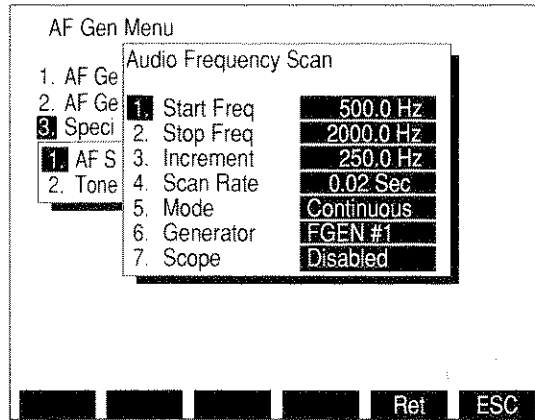 AF Gen Menu
1. AF Ge
2. AF Ge
3. Speci
1. AF S
2. Tone
Audio Frequency Scan
1. Start Freq 500.0 Hz
2. Stop Freq 2000.0 Hz
3. Increment 250.0 Hz
4. Scan Rate 0.02 Sec
5. Mode Continuous
6. Generator FGEN #1
7. Scope Disabled
Ret ESC